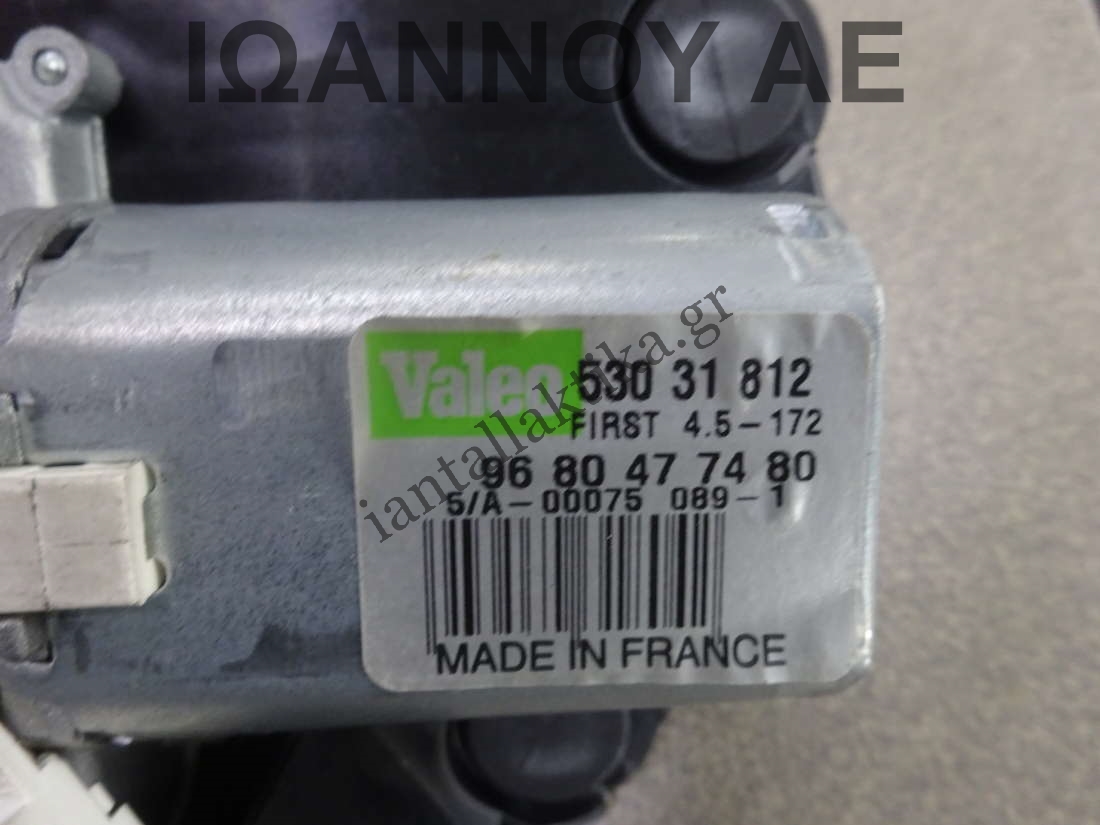 ΙΩΑΝΝΟΥ ΑΕ
Valeo 530 31 812
FIRST 4.5-172
96 80 47 74 80
5/A-00075 089-1
MADE IN FRANCE
iantallaktika.gr